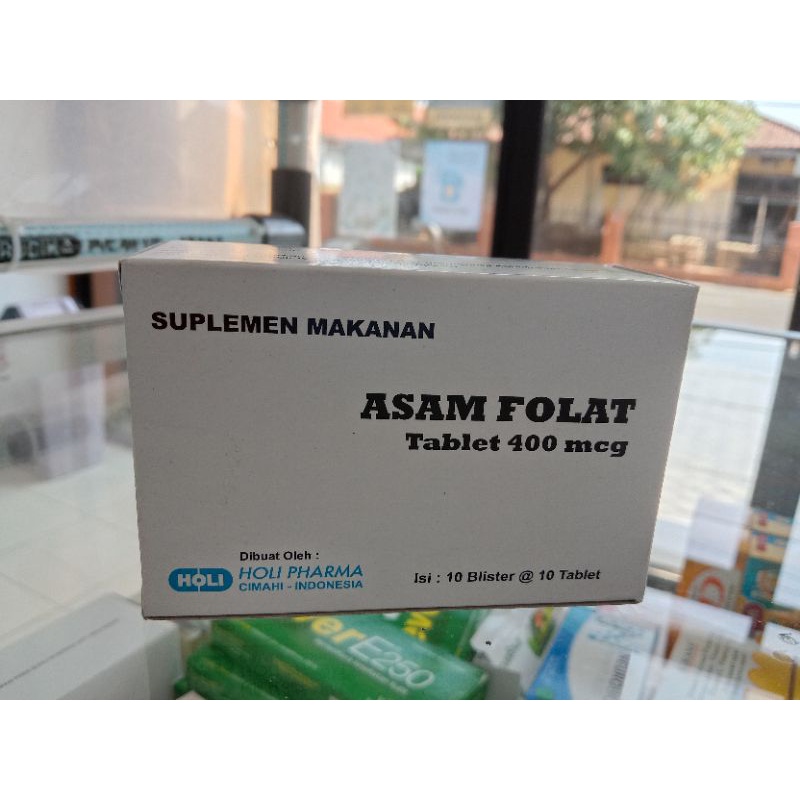 SUPLEMEN MAKANAN
ASAM FOLAT
Tablet 400 mcg
Dibuat Oleh :
HOLI
HOLI PHARMA
CIMAHI - INDONESIA
Isi : 10 Blister @ 10 Tablet
E250